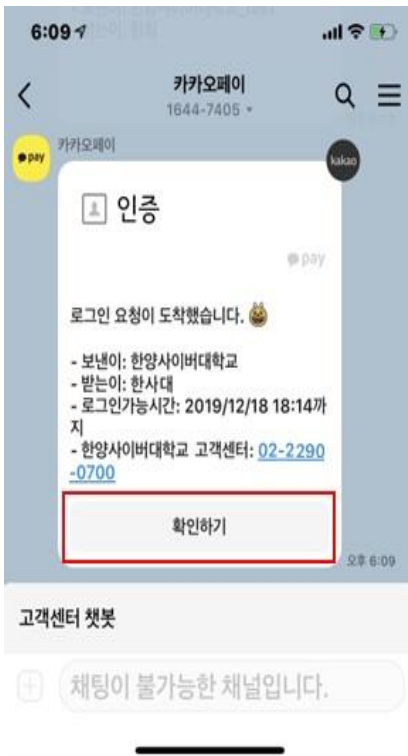 6:09
카카오페이
1644-7405
카카오페이
pay
kakao
인증
pay
로그인 요청이 도착했습니다.
- 보낸이: 한양사이버대학교
- 받는이: 한사대
- 로그인가능시간: 2019/12/18 18:14까
지
- 한양사이버대학교 고객센터: 02-2290
-0700
확인하기
오후 6:09
고객센터 챗봇
채팅이 불가능한 채널입니다.